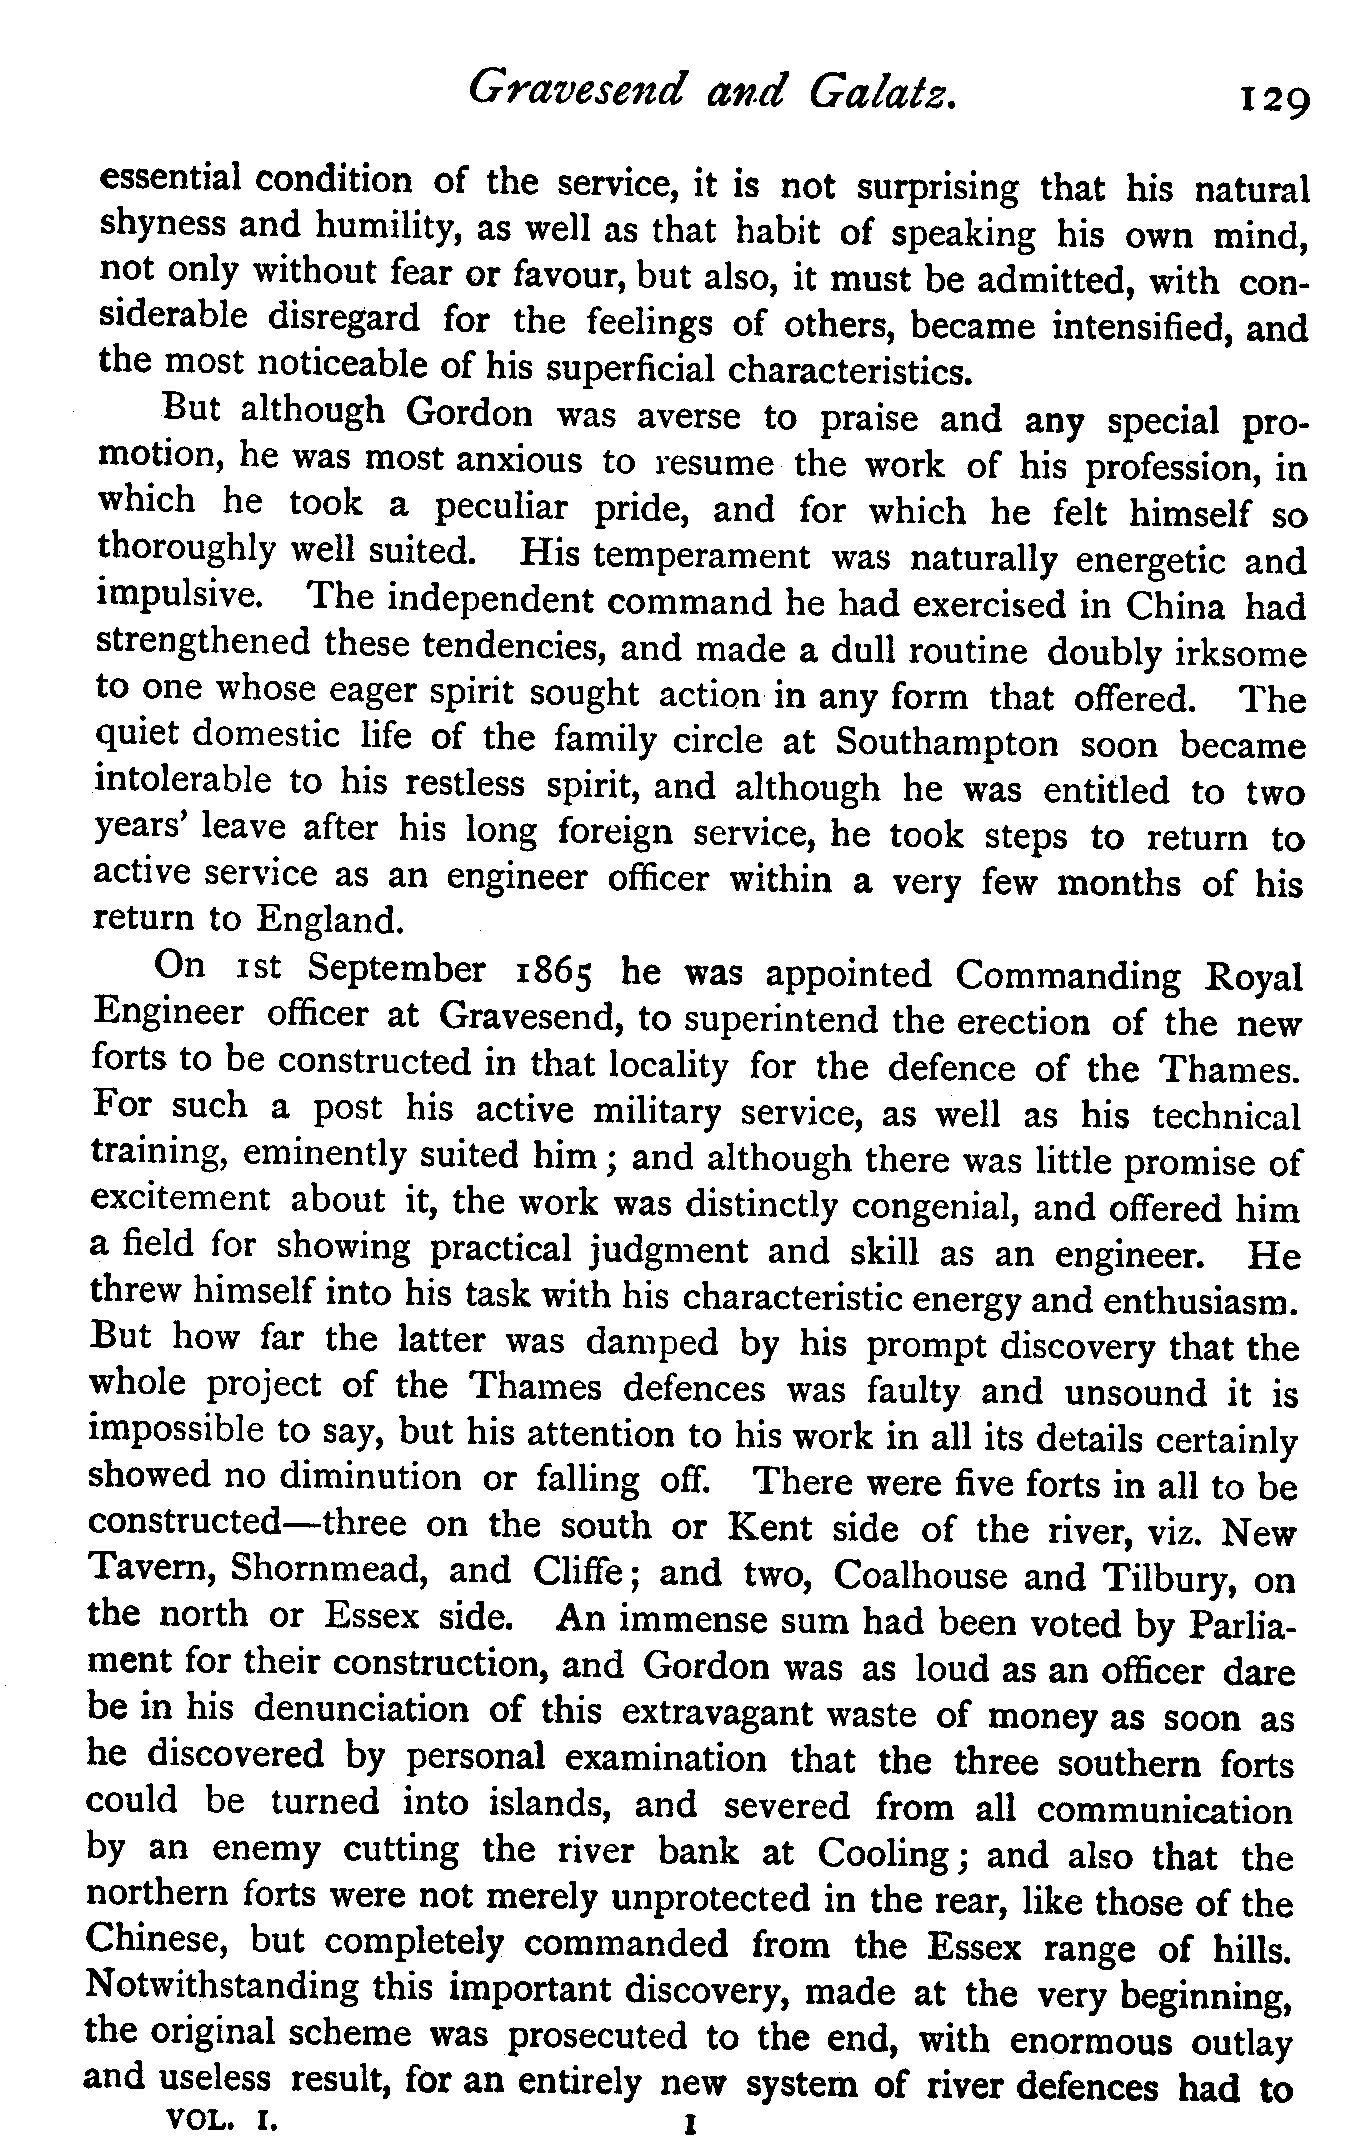 Gravesend and Galatz. 129
essential condition of the service, it is not surprising that his natural
shyness and humility, as well as that habit of speaking his own mind,
not only without fear or favour, but also, it must be admitted, with con-
siderable disregard for the feelings of others, became intensified, and
the most noticeable of his superficial characteristics.
But although Gordon was averse to praise and any special pro-
motion, he was most anxious to resume the work of his profession, in
which he took a peculiar pride, and for which he felt himself so
thoroughly well suited. His temperament was naturally energetic and
impulsive. The independent command he had exercised in China had
strengthened these tendencies, and made a dull routine doubly irksome
to one whose eager spirit sought action in any form that offered. The
quiet domestic life of the family circle at Southampton soon became
intolerable to his restless spirit, and although he was entitled to two
years' leave after his long foreign service, he took steps to return to
active service as an engineer officer within a very few months of his
return to England.
On 1st September 1865 he was appointed Commanding Royal
Engineer officer at Gravesend, to superintend the erection of the new
forts to be constructed in that locality for the defence of the Thames.
For such a post his active military service, as well as his technical
training, eminently suited him; and although there was little promise of
excitement about it, the work was distinctly congenial, and offered him
a field for showing practical judgment and skill as an engineer. He
threw himself into his task with his characteristic energy and enthusiasm.
But how far the latter was damped by his prompt discovery that the
whole project of the Thames defences was faulty and unsound it is
impossible to say, but his attention to his work in all its details certainly
showed no diminution or falling off. There were five forts in all to be
constructed—three on the south or Kent side of the river, viz. New
Tavern, Shornmead, and Cliffe; and two, Coalhouse and Tilbury, on
the north or Essex side. An immense sum had been voted by Parlia-
ment for their construction, and Gordon was as loud as an officer dare
be in his denunciation of this extravagant waste of money as soon as
he discovered by personal examination that the three southern forts
could be turned into islands, and severed from all communication
by an enemy cutting the river bank at Cooling; and also that the
northern forts were not merely unprotected in the rear, like those of the
Chinese, but completely commanded from the Essex range of hills.
Notwithstanding this important discovery, made at the very beginning,
the original scheme was prosecuted to the end, with enormous outlay
and useless result, for an entirely new system of river defences had to
VOL. I. I